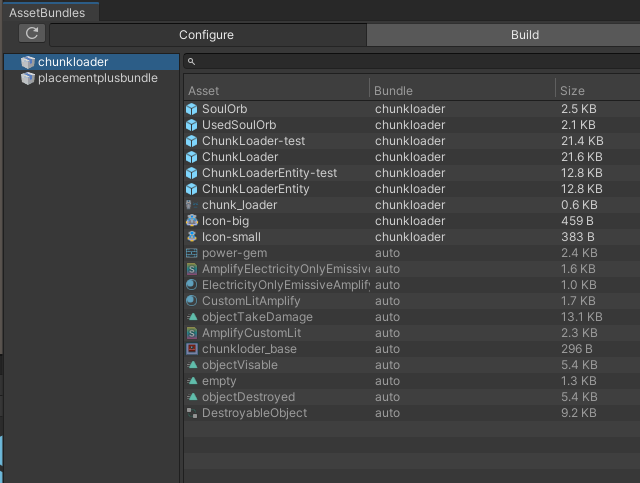 AssetBundles
Configure Build
chunkloader
placementplusbundle
Asset Bundle Size
SoulOrb chunkloader 2.5 KB
UsedSoulOrb chunkloader 2.1 KB
ChunkLoader-test chunkloader 21.4 KB
ChunkLoader chunkloader 21.6 KB
ChunkLoaderEntity-test chunkloader 12.8 KB
ChunkLoaderEntity chunkloader 12.8 KB
chunk_loader chunkloader 0.6 KB
Icon-big chunkloader 459 B
Icon-small chunkloader 383 B
power-gem auto 2.4 KB
AmplifyElectricityOnlyEmissive auto 1.6 KB
ElectricityOnlyEmissiveAmplify auto 1.0 KB
CustomLitAmplify auto 1.7 KB
objectTakeDamage auto 13.1 KB
AmplifyCustomLit auto 2.3 KB
chunkloder_base auto 296 B
objectVisable auto 5.4 KB
empty auto 1.3 KB
objectDestroyed auto 5.4 KB
DestroyableObject auto 9.2 KB